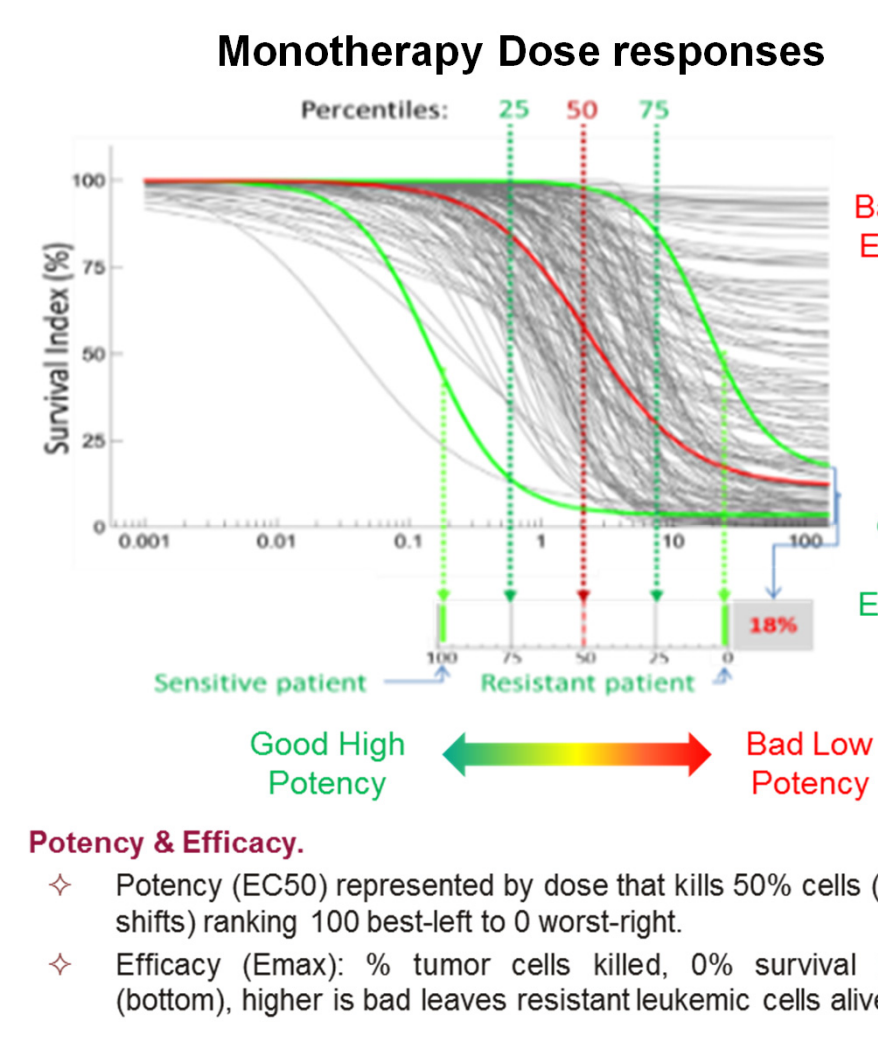 Monotherapy Dose responses
Percentiles: 25 50 75
100
75
50
25
0
Survival Index (%)
0.001 0.01 0.1 1 10 100
18%
100 75 50 25 0
Sensitive patient Resistant patient
Good High Potency
Bad Low Potency
Potency & Efficacy.
✧ Potency (EC50) represented by dose that kills 50% cells (
shifts) ranking 100 best-left to 0 worst-right.
✧ Efficacy (Emax): % tumor cells killed, 0% survival
(bottom), higher is bad leaves resistant leukemic cells alive